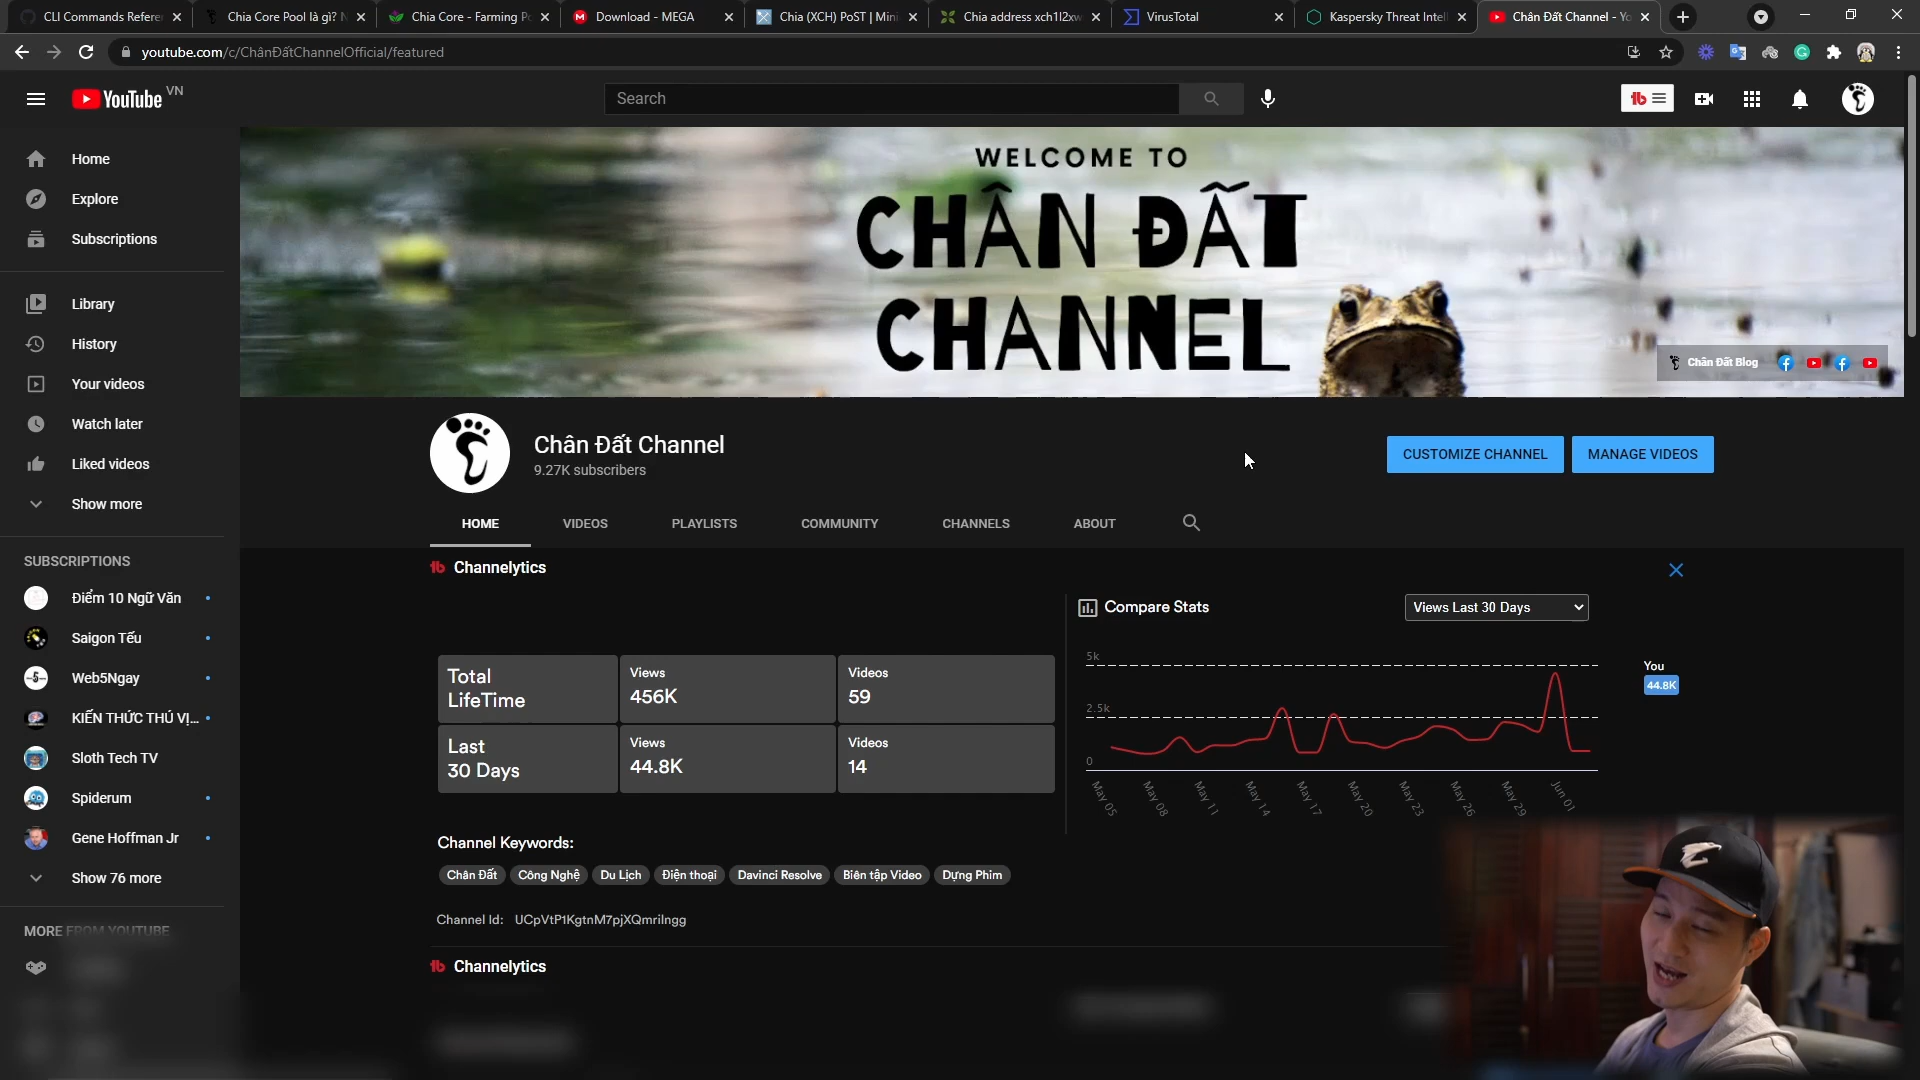 CLI Commands Refere
Chia Core Pool là gì?
Chia Core - Farming P
Download - MEGA
Chia (XCH) PoST | Mini
Chia address xch1l2xw
VirusTotal
Kaspersky Threat Intel
Chân Đất Channel - Yo
youtube.com/c/ChânĐấtChannelOfficial/featured
YouTube VN
Search
Home
Explore
Subscriptions
Library
History
Your videos
Watch later
Liked videos
Show more
SUBSCRIPTIONS
Điểm 10 Ngữ Văn
Saigon Tếu
Web5Ngay
KIẾN THỨC THÚ VỊ...
Sloth Tech TV
Spiderum
Gene Hoffman Jr
Show 76 more
MORE FROM YOUTUBE
WELCOME TO
CHÂN ĐẤT
CHANNEL
Chân Đất Blog
Chân Đất Channel
9.27K subscribers
CUSTOMIZE CHANNEL
MANAGE VIDEOS
HOME
VIDEOS
PLAYLISTS
COMMUNITY
CHANNELS
ABOUT
Channelytics
Total
LifeTime
Views
456K
Videos
59
Last
30 Days
Views
44.8K
Videos
14
Compare Stats
Views Last 30 Days
5k
2.5k
0
May 05
May 08
May 11
May 14
May 17
May 20
May 23
May 26
May 29
Jun 01
You
44.8K
Channel Keywords:
Chân Đất
Công Nghệ
Du Lịch
Điện thoại
Davinci Resolve
Biên tập Video
Dựng Phim
Channel Id: UCpVtP1KgtnM7pjXQmrilngg
Channelytics